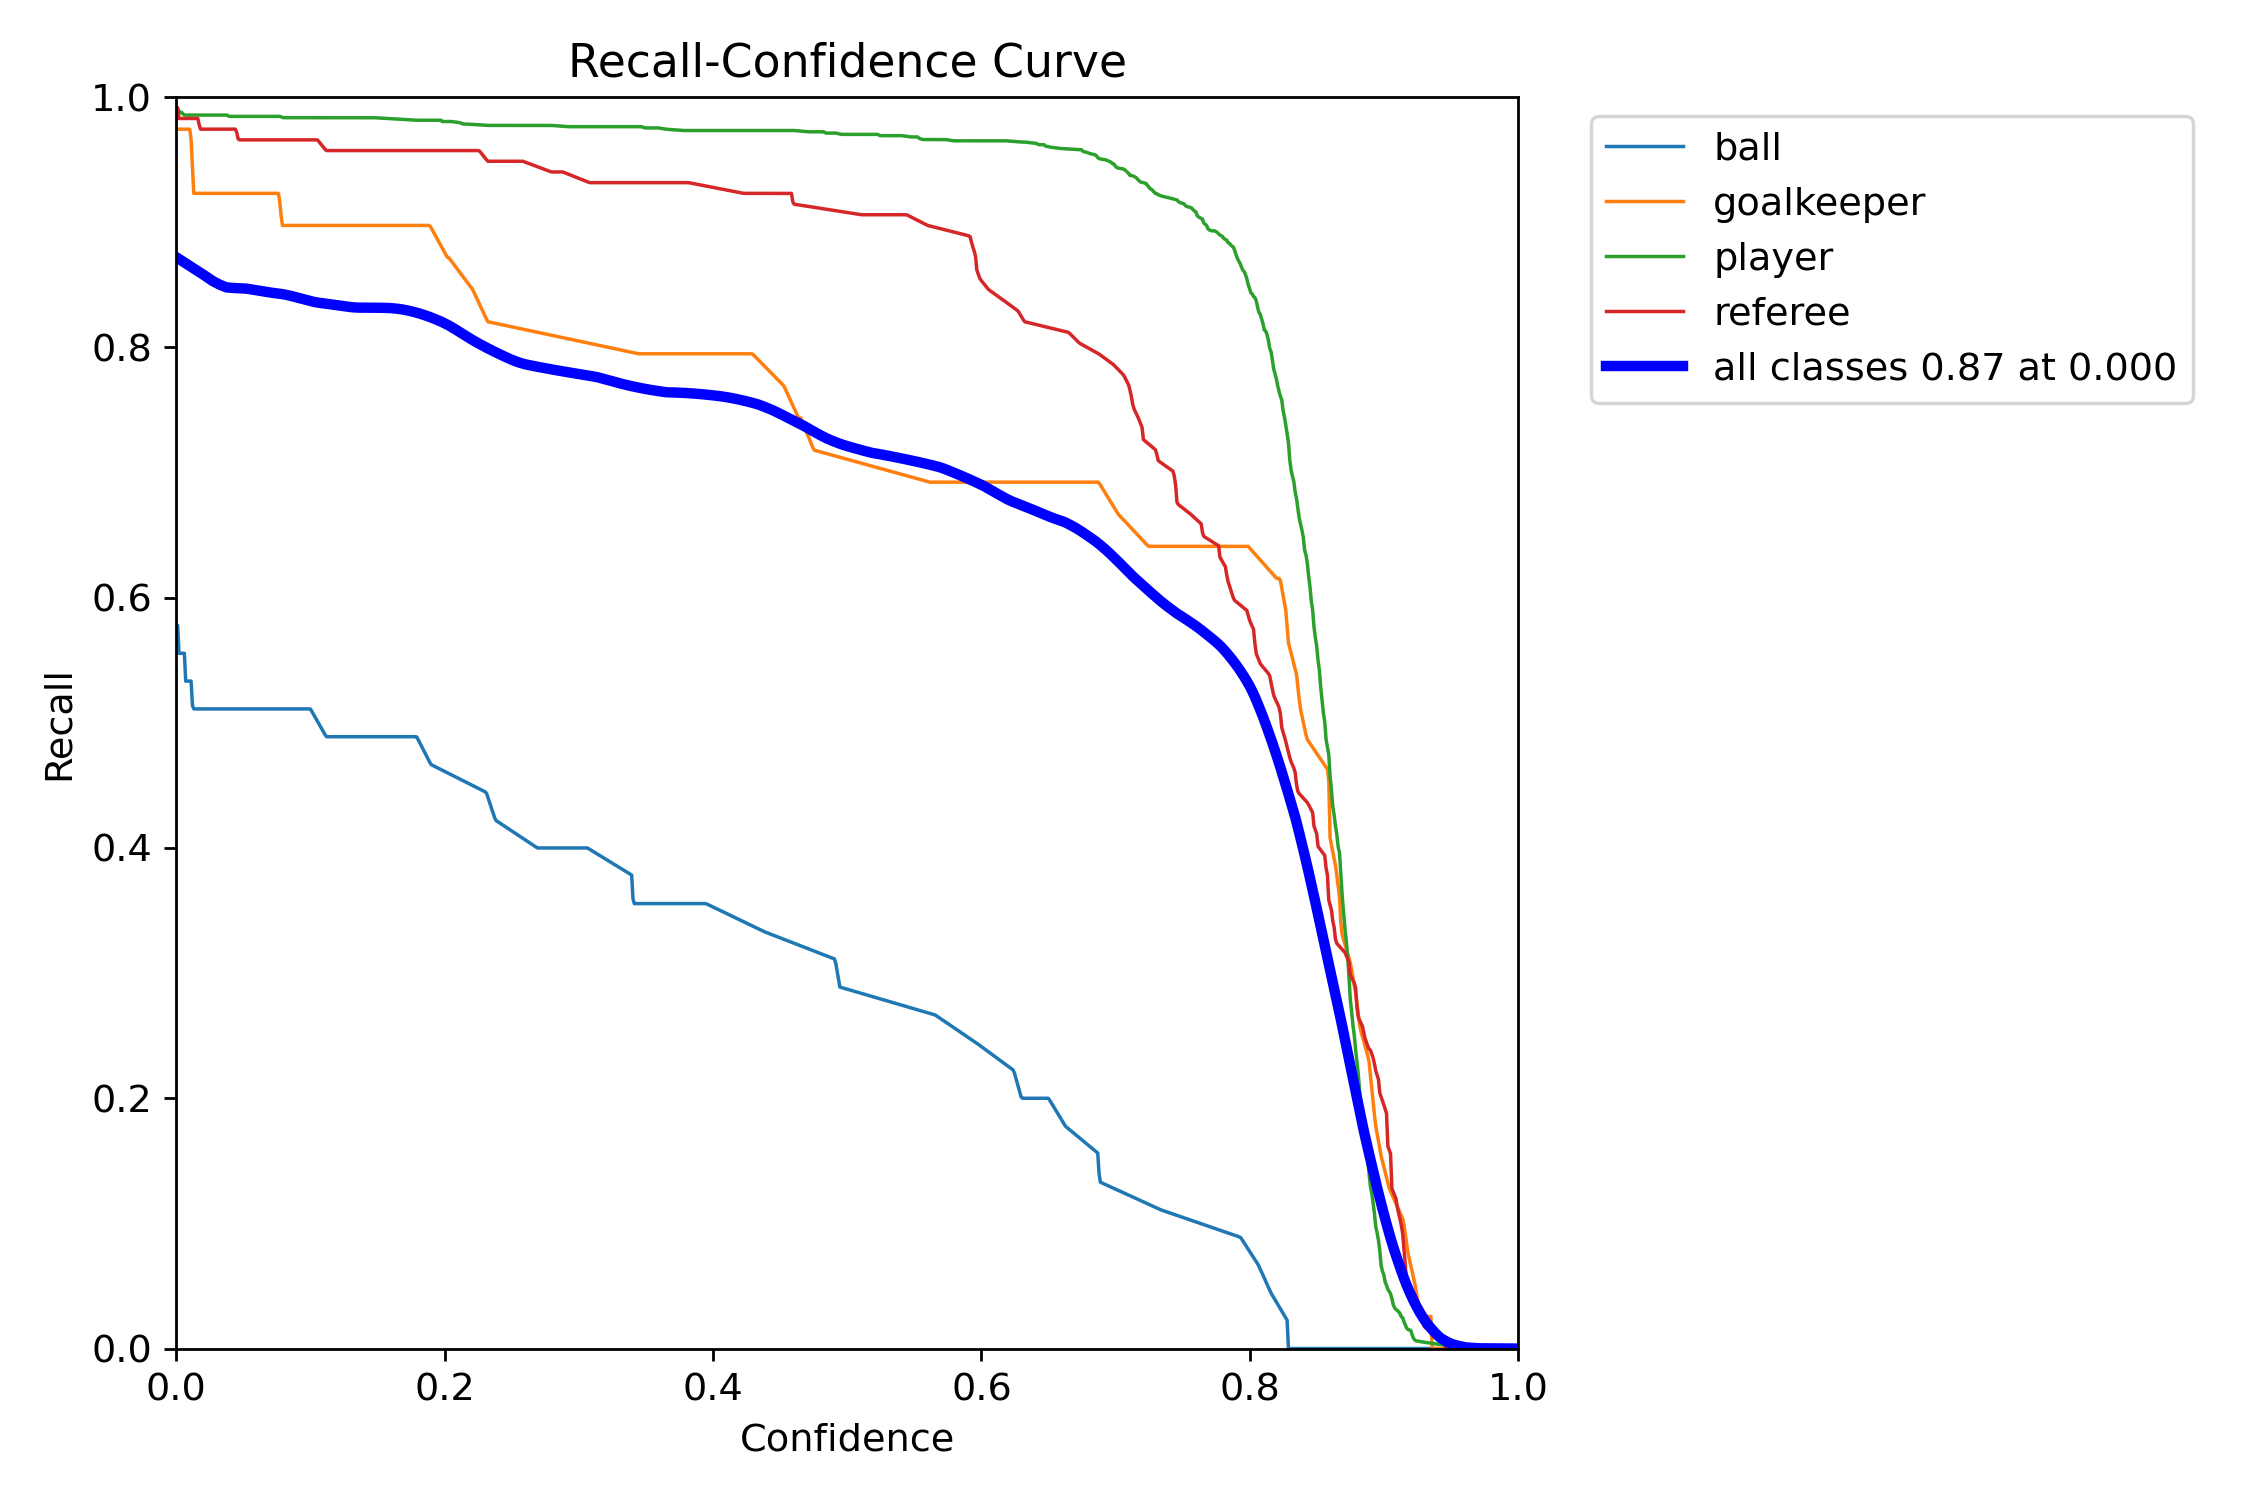 Recall-Confidence Curve
1.0
0.8
0.6
0.4
0.2
0.0
Recall
0.0 0.2 0.4 0.6 0.8 1.0
Confidence
ball
goalkeeper
player
referee
all classes 0.87 at 0.000